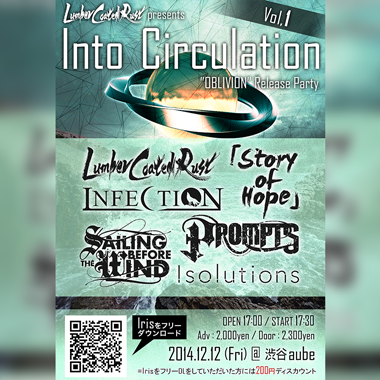 Lumber Coated Rust presents
Vol.1
Into Circulation
"OBLIVION" Release Party
Lumber Coated Rust
「Story of Hope」
INFECTION
SAILING BEFORE THE WIND
PROMPTS
!solutions
Irisをフリー
ダウンロード
OPEN 17:00 / START 17:30
Adv : 2,000yen / Door : 2,300yen
2014.12.12 (Fri) @ 渋谷aube
※IrisをフリーDLをしていただいた方には200円ディスカウント